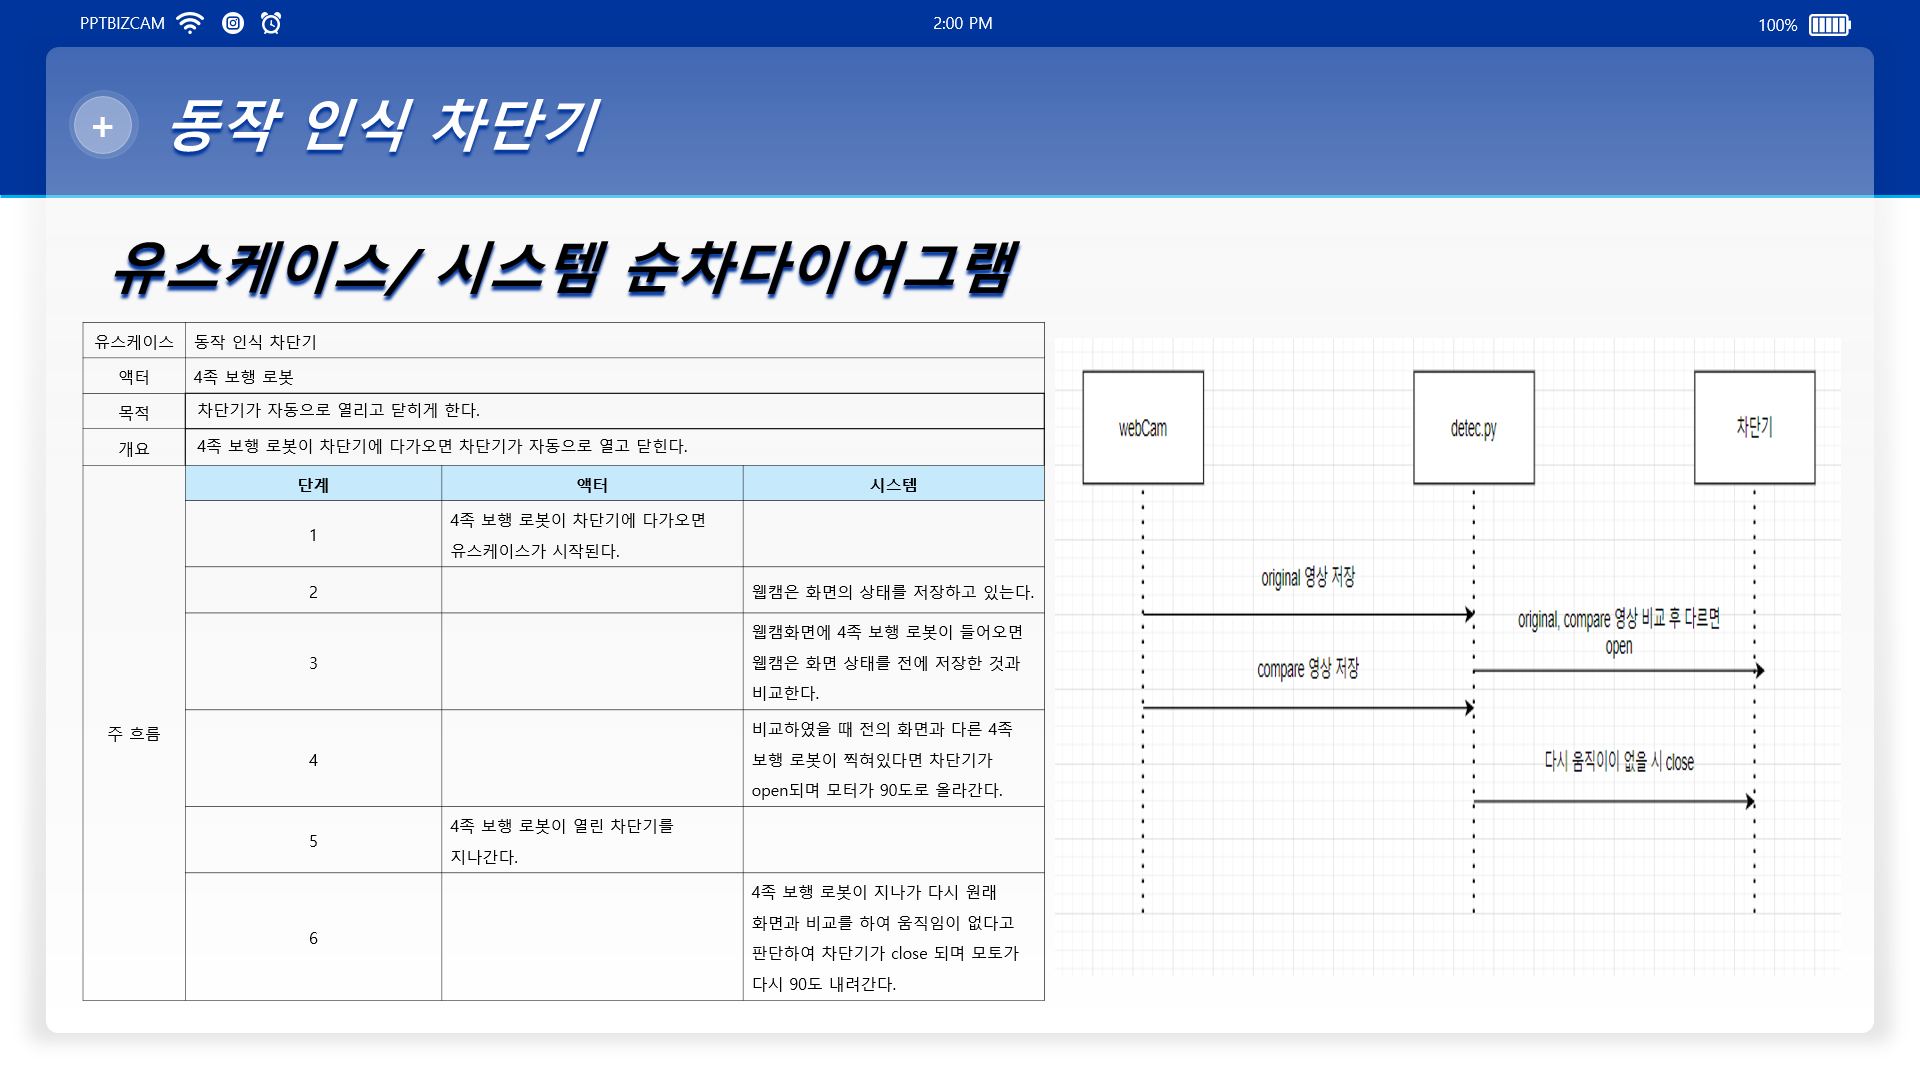 PPTBIZCAM
2:00 PM
100%
동작 인식 차단기
유스케이스/ 시스템 순차다이어그램
유스케이스
동작 인식 차단기
액터
4족 보행 로봇
목적
차단기가 자동으로 열리고 닫히게 한다.
개요
4족 보행 로봇이 차단기에 다가오면 차단기가 자동으로 열고 닫힌다.
주 흐름
단계
액터
시스템
1
4족 보행 로봇이 차단기에 다가오면
유스케이스가 시작된다.
2
웹캠은 화면의 상태를 저장하고 있는다.
3
웹캠화면에 4족 보행 로봇이 들어오면
웹캠은 화면 상태를 전에 저장한 것과
비교한다.
4
비교하였을 때 전의 화면과 다른 4족
보행 로봇이 찍혀있다면 차단기가
open되며 모터가 90도로 올라간다.
5
4족 보행 로봇이 열린 차단기를
지나간다.
6
4족 보행 로봇이 지나가 다시 원래
화면과 비교를 하여 움직임이 없다고
판단하여 차단기가 close 되며 모토가
다시 90도 내려간다.
webCam
detec.py
차단기
original 영상 저장
original, compare 영상 비교 후 다르면
open
compare 영상 저장
다시 움직이이 없을 시 close